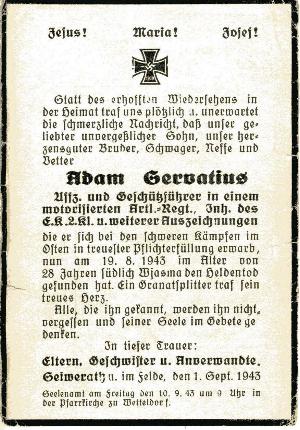 Jesus! Maria! Josef!
Statt des erhofften Wiedersehens in
der Heimat traf uns plötzlich u. unerwartet
die schmerzliche Nachricht, daß unser ge-
liebter unvergeßlicher Sohn, unser her-
zensguter Bruder, Schwager, Neffe und
Vetter
Adam Servatius
Uffz. und Geschützführer in einem
motorisierten Artl.-Regt., Inh. des
E.K.2.Kl. u. weiterer Auszeichnungen
die er sich bei den schweren Kämpfen im
Osten in treuester Pflichterfüllung erwarb,
nun am 19. 8. 1943 im Alter von
28 Jahren südlich Wjasma den Heldentod
gefunden hat. Ein Granatsplitter traf sein
treues Herz.
Alle, die ihn gekannt, werden ihn nicht
vergessen und seiner Seele im Gebete ge-
denken.
In tiefer Trauer:
Eltern, Geschwister u. Anverwandte.
Seiwerath u. im Felde, den 1. Sept. 1943
Seelenamt am Freitag den 10. 9. 43 um 9 Uhr in
der Pfarrkirche zu Wetteldorf.